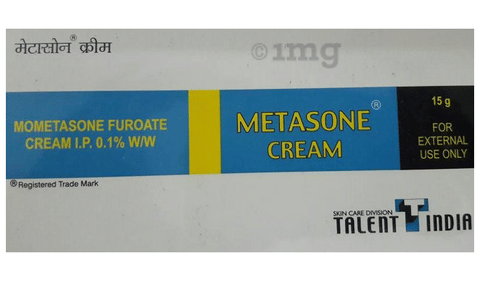 मेटासोन® क्रीम
©1mg
MOMETASONE FUROATE
CREAM I.P. 0.1% W/W
METASONE®
CREAM
15 g
FOR
EXTERNAL
USE ONLY
®Registered Trade Mark
SKIN CARE DIVISION
TALENT INDIA